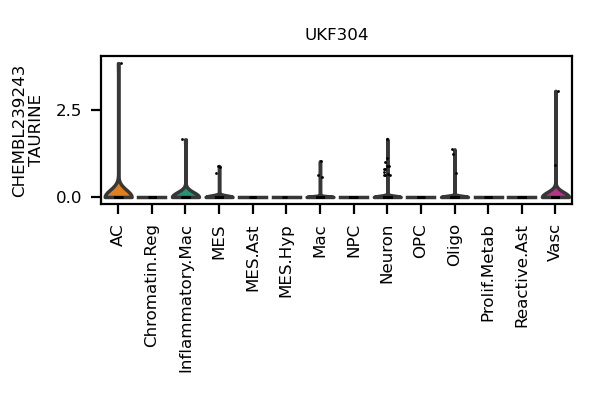 UKF304
CHEMBL239243
TAURINE
2.5
0.0
AC
Chromatin.Reg
Inflammatory.Mac
MES
MES.Ast
MES.Hyp
Mac
NPC
Neuron
OPC
Oligo
Prolif.Metab
Reactive.Ast
Vasc